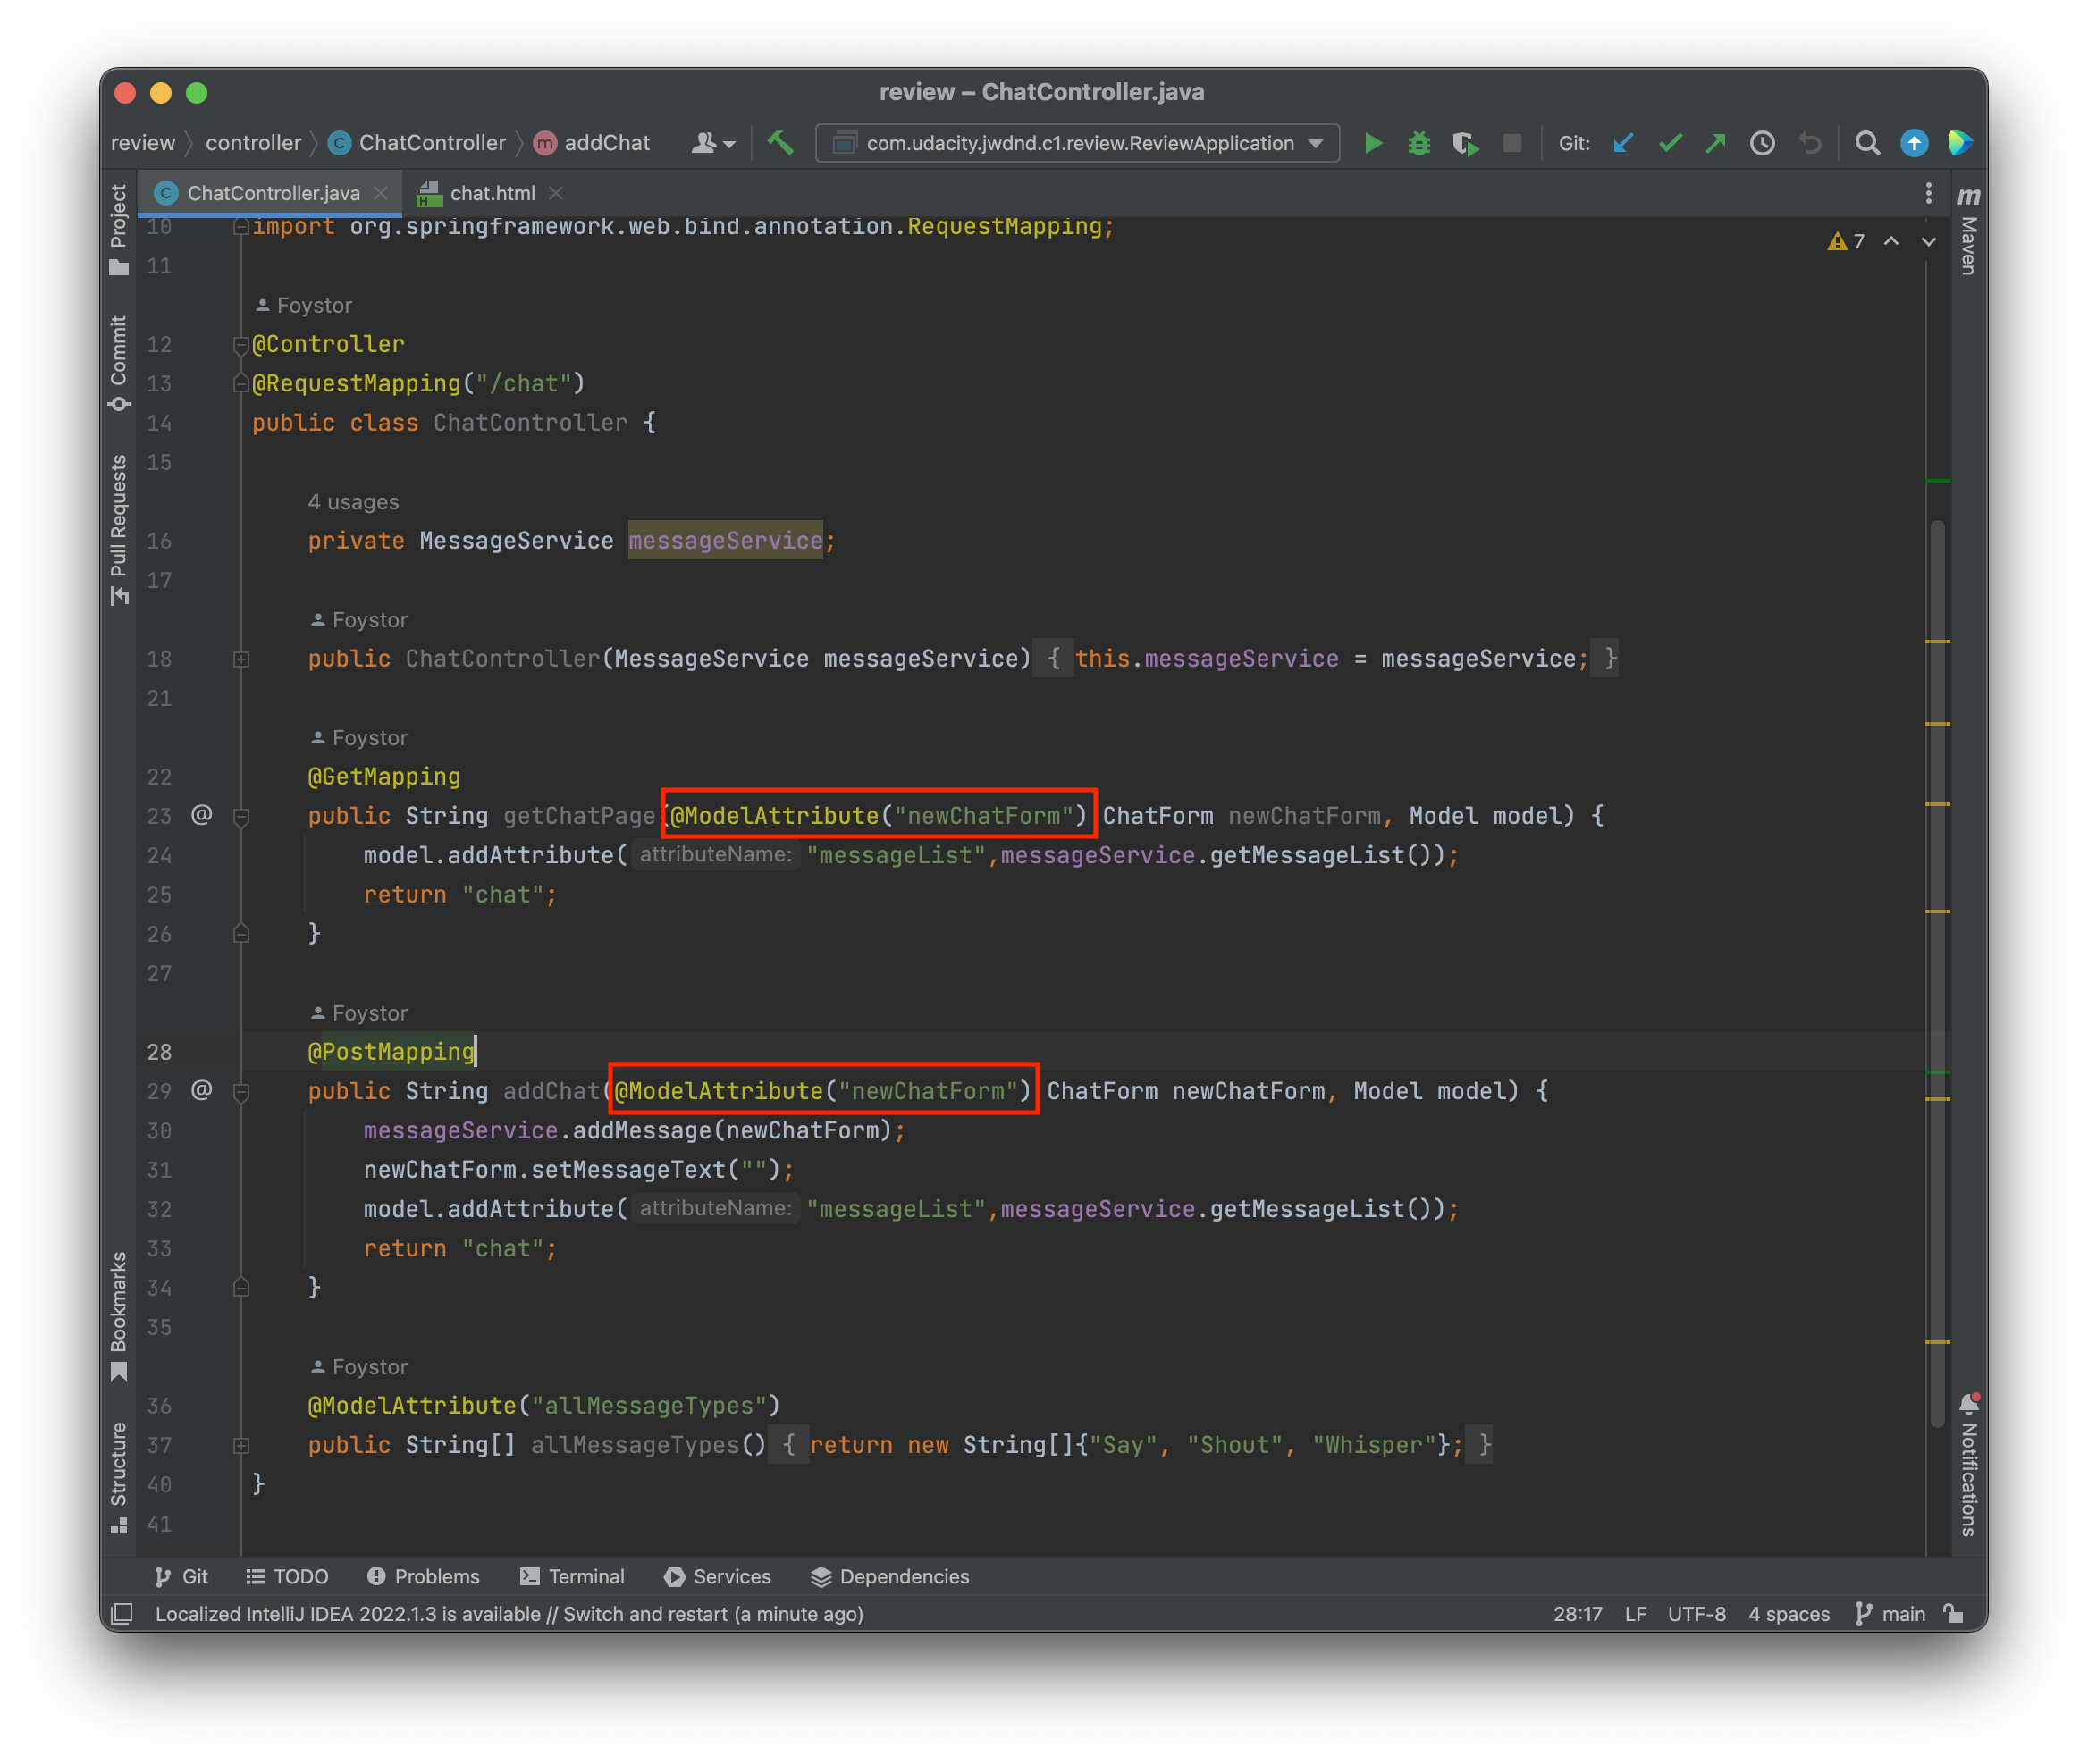 review – ChatController.java
review controller C ChatController m addChat com.udacity.jwdnd.c1.review.ReviewApplication Git:
C ChatController.java H chat.html
Project
Commit
Pull Requests
Bookmarks
Structure
m Maven
Notifications
7
10 import org.springframework.web.bind.annotation.RequestMapping;
11
Foystor
12 @Controller
13 @RequestMapping("/chat")
14 public class ChatController {
15
4 usages
16 private MessageService messageService;
17
Foystor
18 public ChatController(MessageService messageService) { this.messageService = messageService; }
21
Foystor
22 @GetMapping
23 @ public String getChatPage(@ModelAttribute("newChatForm") ChatForm newChatForm, Model model) {
24 model.addAttribute( attributeName: "messageList",messageService.getMessageList());
25 return "chat";
26 }
27
Foystor
28 @PostMapping
29 @ public String addChat(@ModelAttribute("newChatForm") ChatForm newChatForm, Model model) {
30 messageService.addMessage(newChatForm);
31 newChatForm.setMessageText("");
32 model.addAttribute( attributeName: "messageList",messageService.getMessageList());
33 return "chat";
34 }
35
Foystor
36 @ModelAttribute("allMessageTypes")
37 public String[] allMessageTypes() { return new String[]{"Say", "Shout", "Whisper"}; }
40 }
41
Git TODO Problems Terminal Services Dependencies
Localized IntelliJ IDEA 2022.1.3 is available // Switch and restart (a minute ago) 28:17 LF UTF-8 4 spaces main